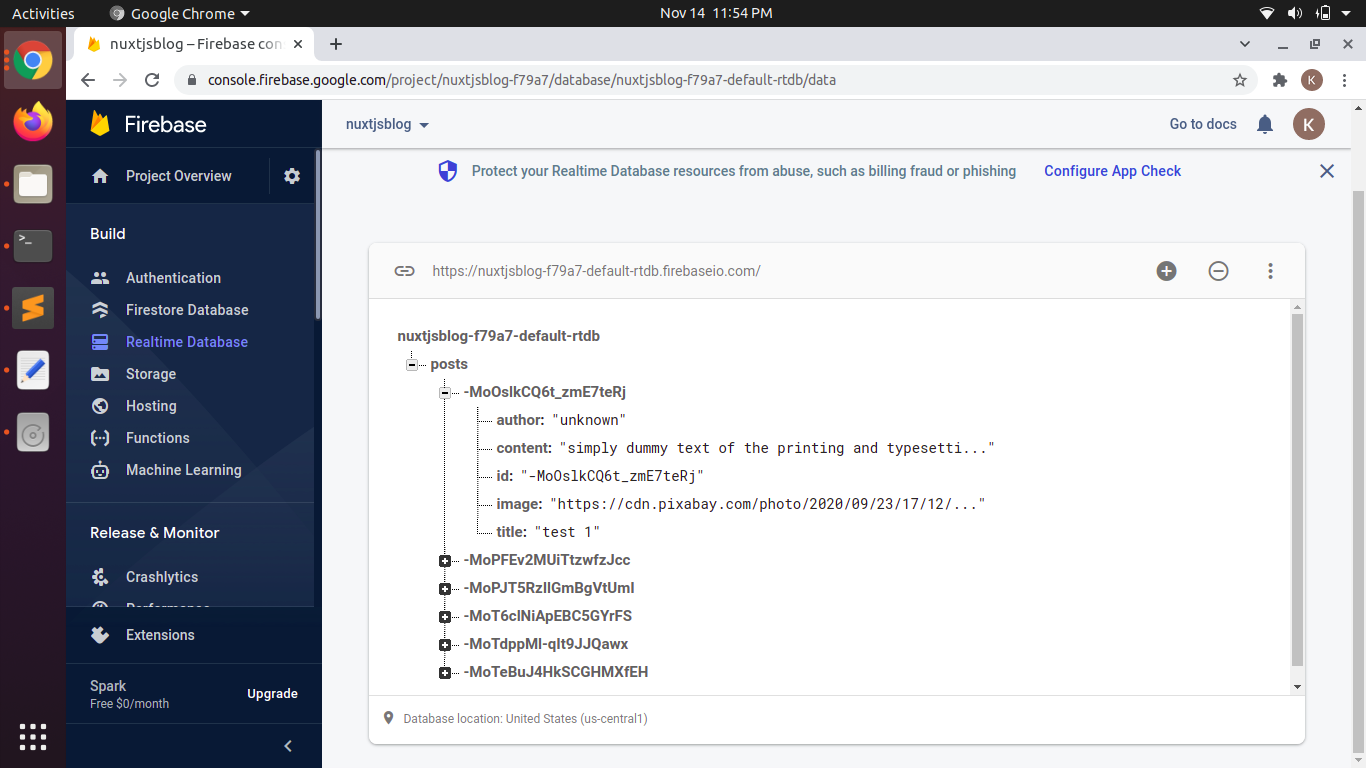 Activities Google Chrome Nov 14 11:54 PM
nuxtjsblog – Firebase con
console.firebase.google.com/project/nuxtjsblog-f79a7/database/nuxtjsblog-f79a7-default-rtdb/data
K
Firebase
nuxtjsblog
Go to docs
K
Project Overview
Protect your Realtime Database resources from abuse, such as billing fraud or phishing Configure App Check
Build
Authentication
Firestore Database
Realtime Database
Storage
Hosting
Functions
Machine Learning
Release & Monitor
Crashlytics
Performance
Extensions
Spark
Free $0/month
Upgrade
https://nuxtjsblog-f79a7-default-rtdb.firebaseio.com/
nuxtjsblog-f79a7-default-rtdb
posts
-MoOslkCQ6t_zmE7teRj
author: "unknown"
content: "simply dummy text of the printing and typesetti..."
id: "-MoOslkCQ6t_zmE7teRj"
image: "https://cdn.pixabay.com/photo/2020/09/23/17/12/..."
title: "test 1"
-MoPFEv2MUiTtzwfzJcc
-MoPJT5RzIlGmBgVtUml
-MoT6clNiApEBC5GYrFS
-MoTdppMl-qlt9JJQawx
-MoTeBuJ4HkSCGHMXfEH
Database location: United States (us-central1)